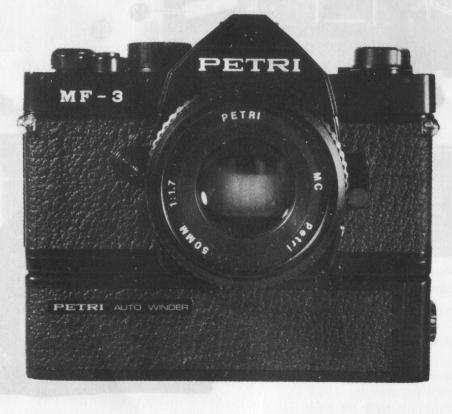 PETRI
MF-3
PETRI
MC Petri
50MM 1:1.7
PETRI AUTO WINDER